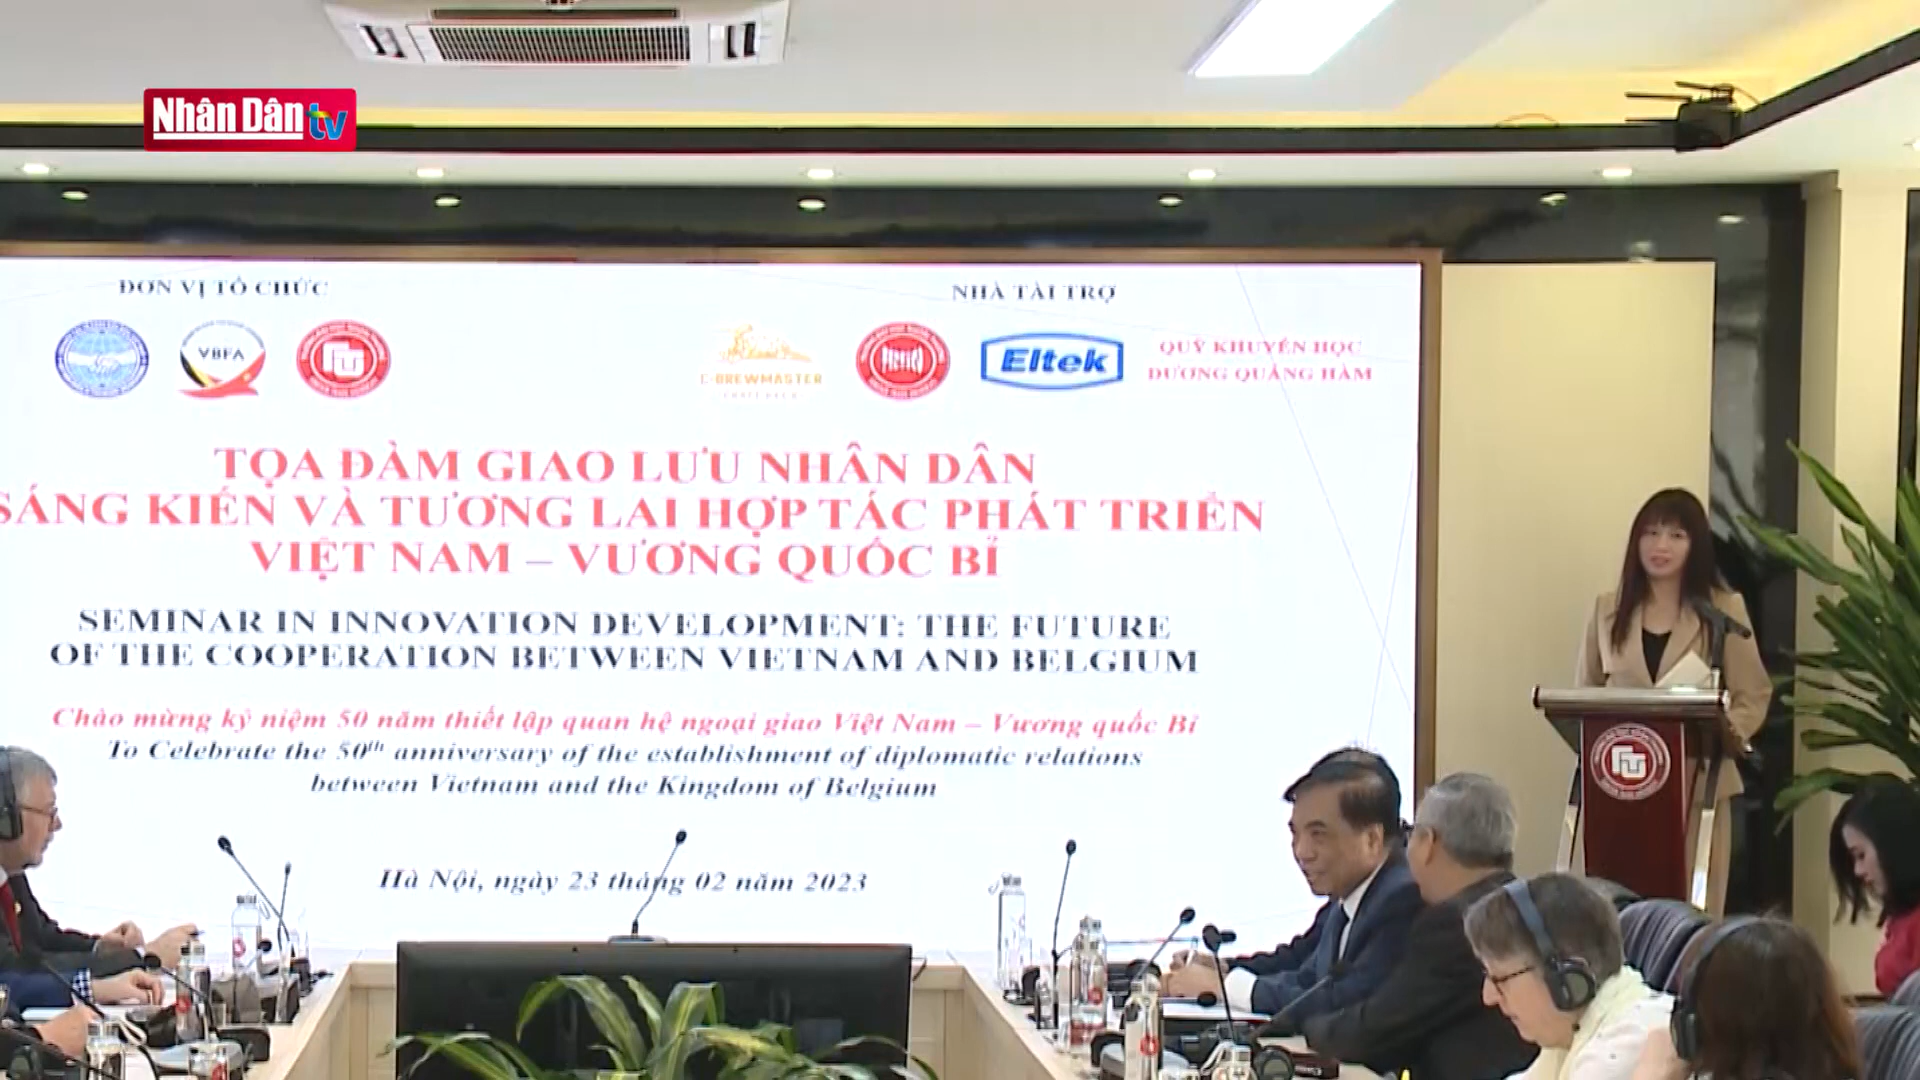 Nhân Dân tv
ĐƠN VỊ TỔ CHỨC
NHÀ TÀI TRỢ
VBFA
C-BREWMASTER
CRAFT BEER
Eltek
QUỸ KHUYẾN HỌC
DƯƠNG QUẢNG HÀM
TỌA ĐÀM GIAO LƯU NHÂN DÂN
SÁNG KIẾN VÀ TƯƠNG LAI HỢP TÁC PHÁT TRIỂN
VIỆT NAM – VƯƠNG QUỐC BỈ
SEMINAR IN INNOVATION DEVELOPMENT: THE FUTURE
OF THE COOPERATION BETWEEN VIETNAM AND BELGIUM
Chào mừng kỷ niệm 50 năm thiết lập quan hệ ngoại giao Việt Nam – Vương quốc Bỉ
To Celebrate the 50th anniversary of the establishment of diplomatic relations
between Vietnam and the Kingdom of Belgium
Hà Nội, ngày 23 tháng 02 năm 2023